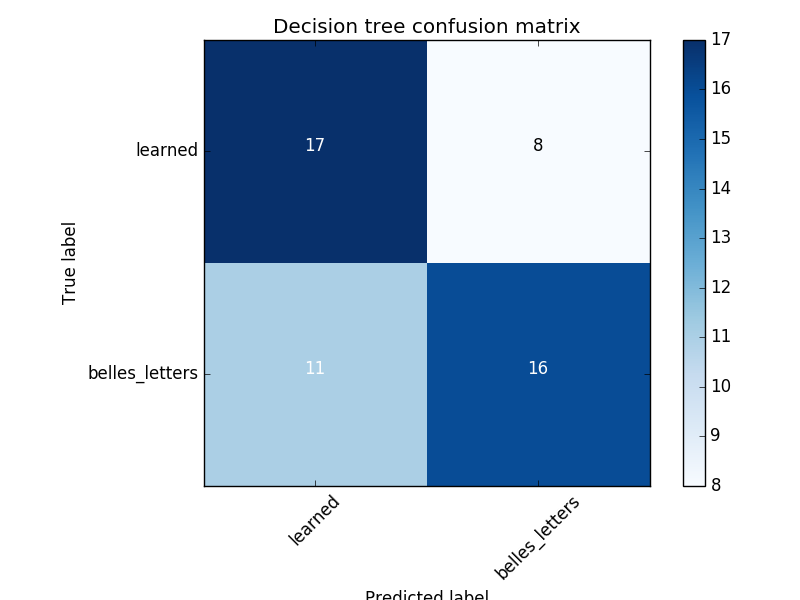 Decision tree confusion matrix
True label
learned
17
8
belles_letters
11
16
learned
belles_letters
Predicted label
17
16
15
14
13
12
11
10
9
8